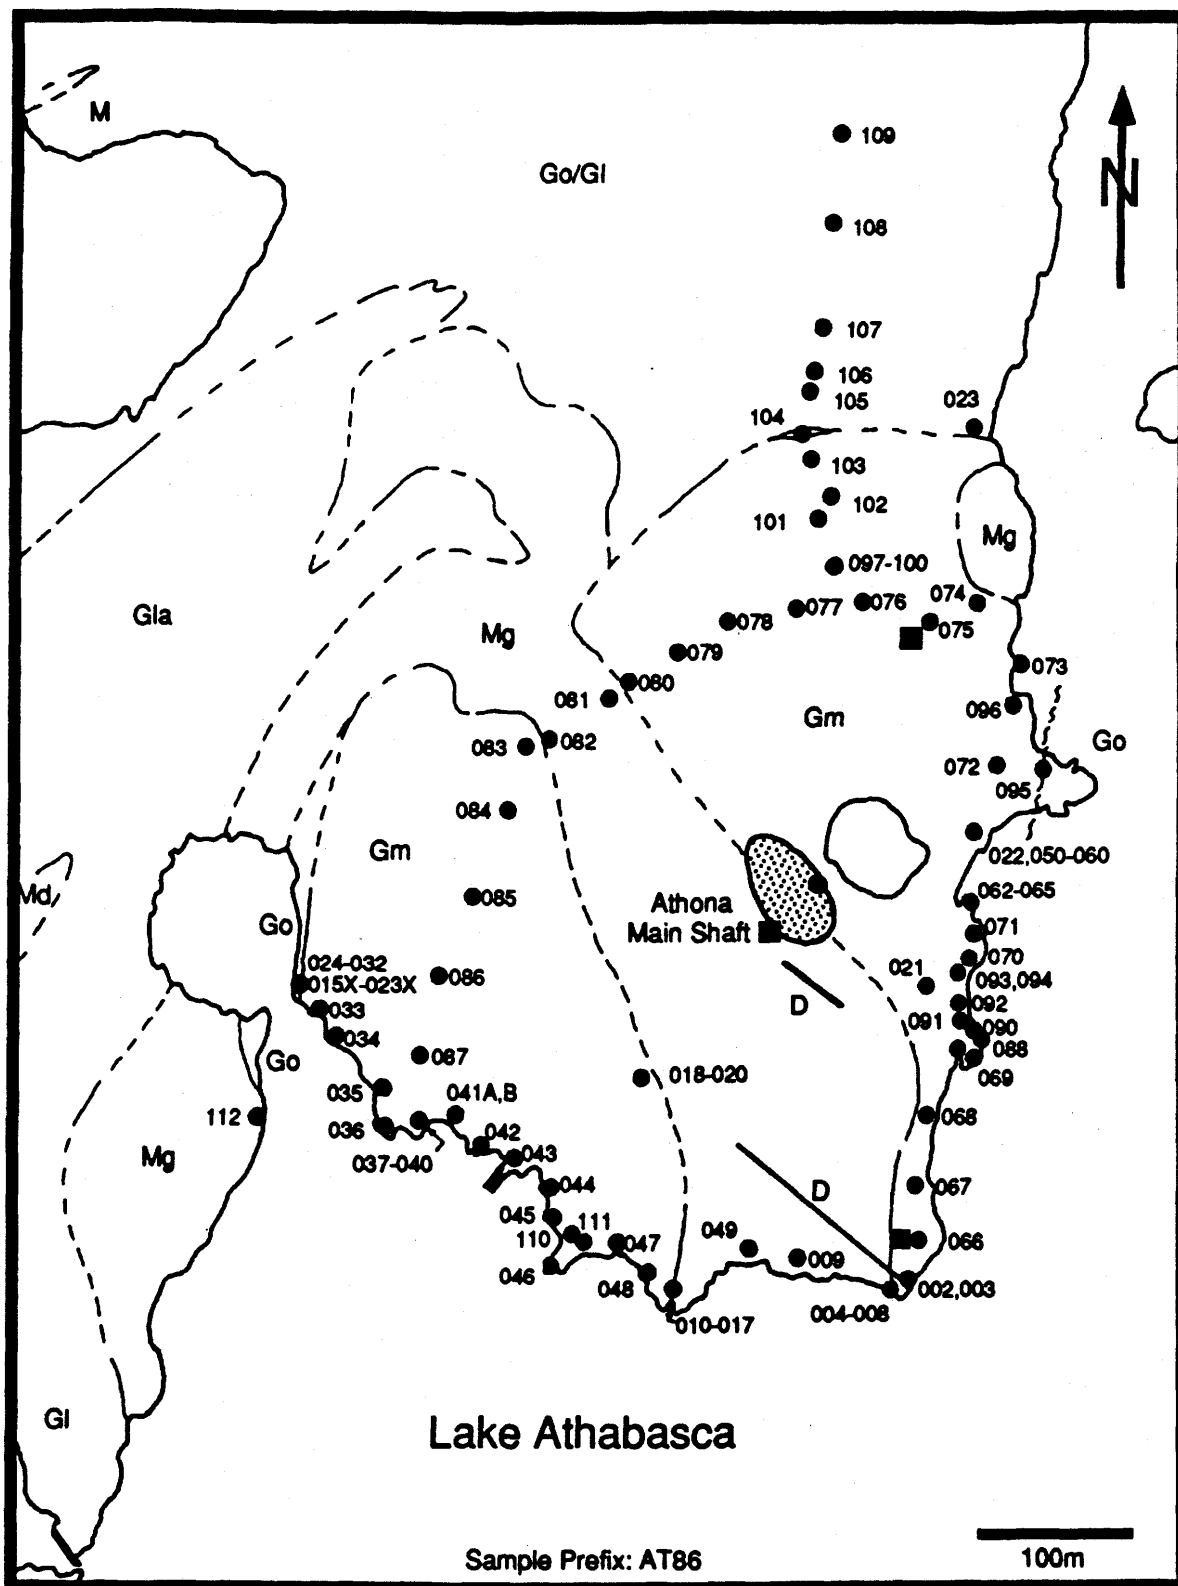 M
109
Go/Gl
N
108
107
106
105
023
104
103
102
101
Mg
097-100
074
077
076
Gla
078
075
Mg
079
073
080
081
096
Gm
082
Go
083
072
095
084
Gm
022,050-060
Md
062-065
085
Athona
Go
071
Main Shaft
024-032
070
021
086
015X-023X
093,094
D
033
092
091
090
034
088
087
Go
069
018-020
035
041A,B
112
068
036
042
Mg
043
037-040
044
D
067
045
049
111
110
047
066
009
046
048
002,003
004-008
010-017
Gl
Lake Athabasca
100m
Sample Prefix: AT86